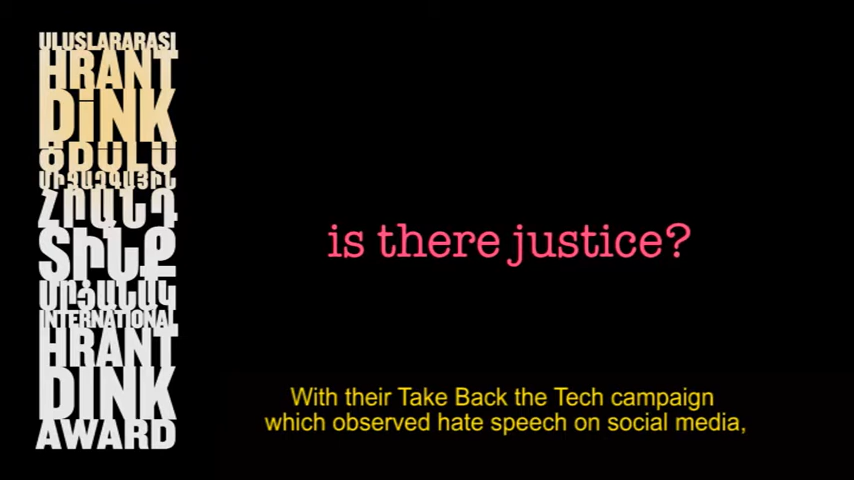 ULUSLARARASI
HRANT
DİNK
ÖDÜLÜ
ՄԻՋԱԶԳԱՅԻՆ
ՀՐԱՆԴ
ՏԻՆՔ
ՄՐՑԱՆԱԿ
INTERNATIONAL
HRANT
DINK
AWARD
is there justice?
With their Take Back the Tech campaign
which observed hate speech on social media,